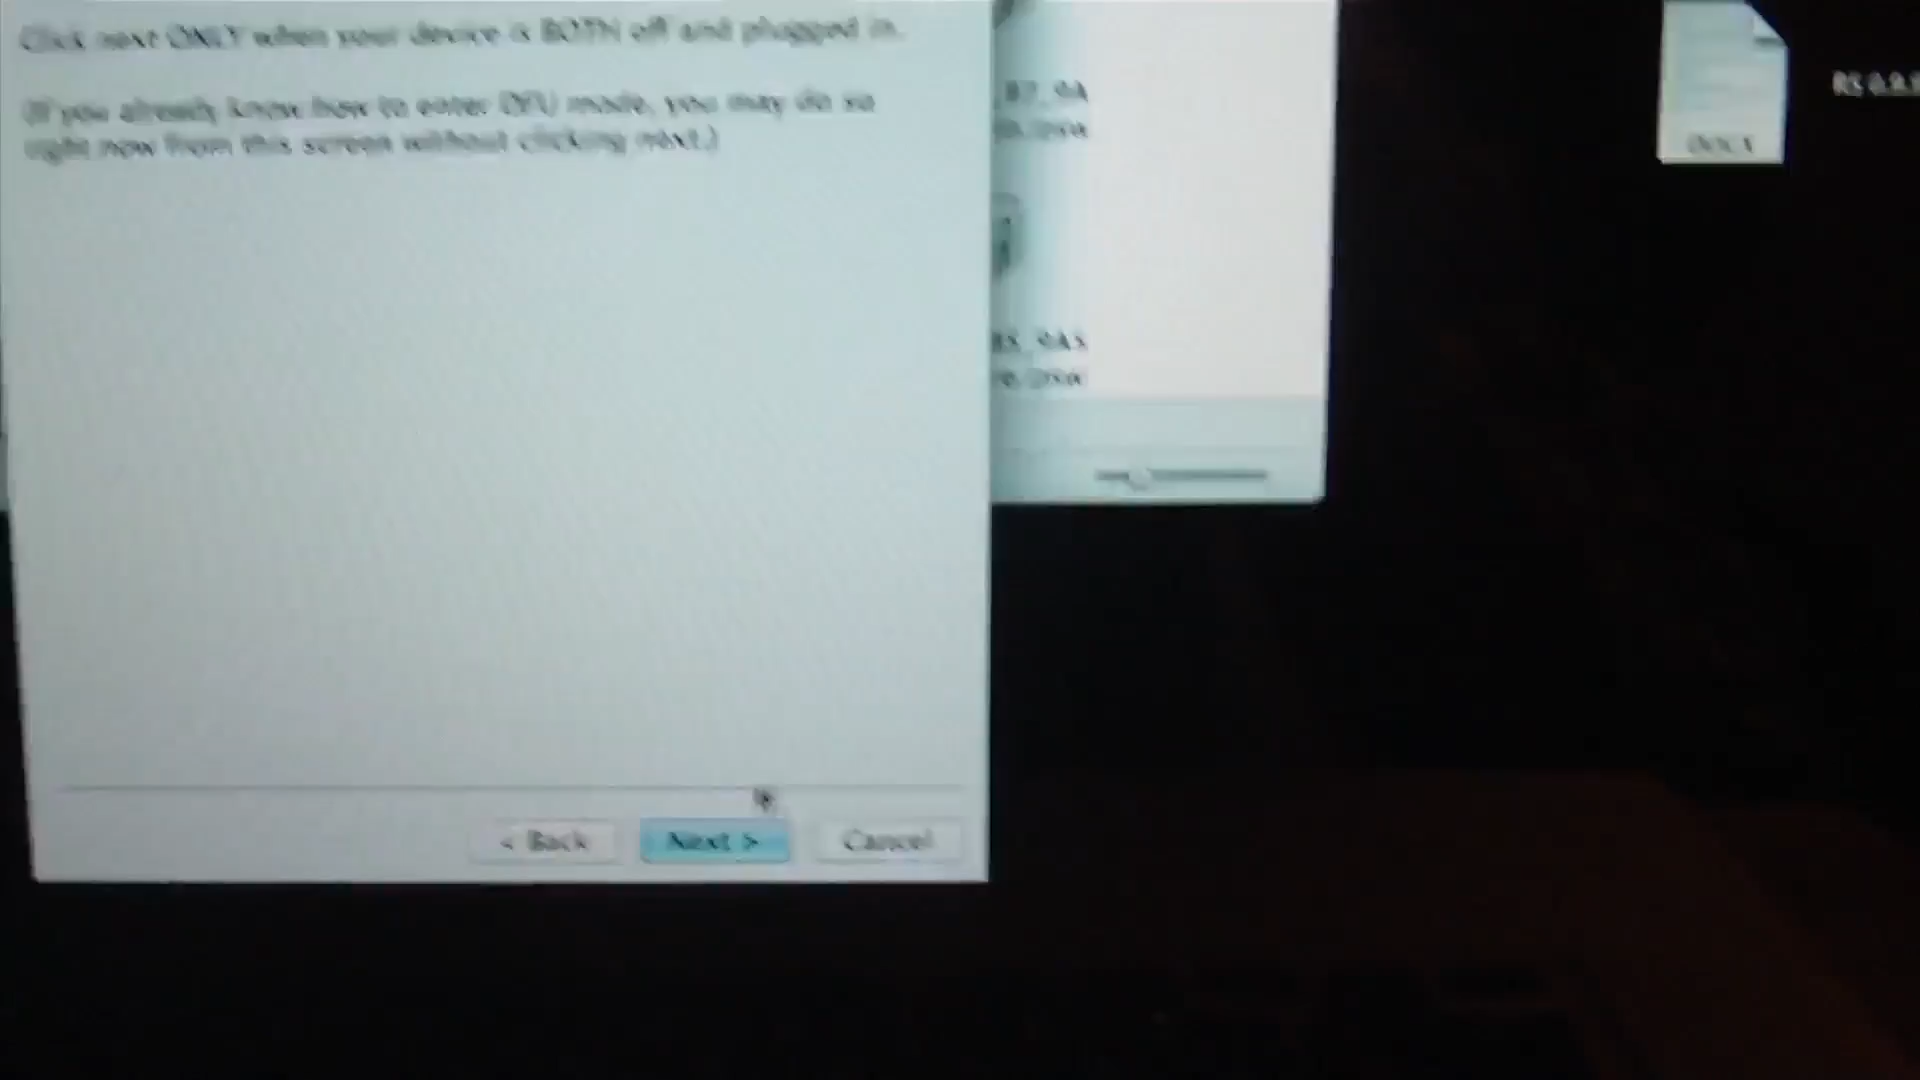 Click next ONLY when your device is BOTH off and plugged in.
(If you already know how to enter DFU mode, you may do so
right now from this screen without clicking next.)
DOCX
< Back
Next >
Cancel